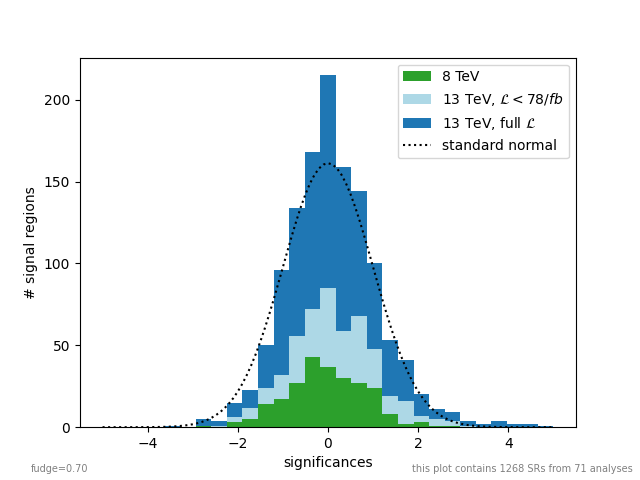 8 TeV
13 TeV, ℒ < 78/fb
13 TeV, full ℒ
standard normal
# signal regions
200
150
100
50
0
−4 −2 0 2 4
significances
fudge=0.70
this plot contains 1268 SRs from 71 analyses